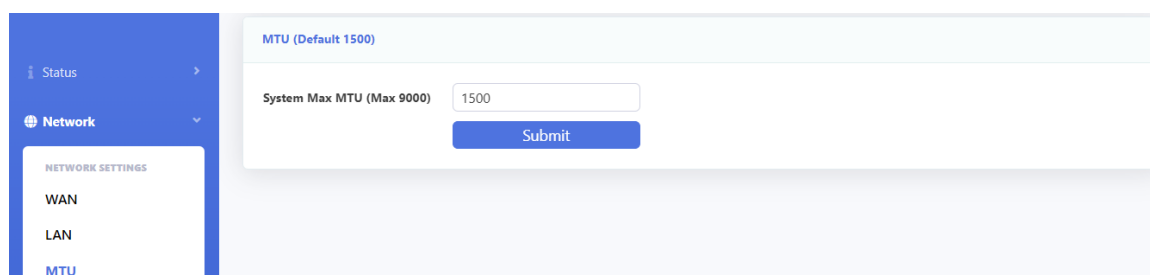 Status
Network
NETWORK SETTINGS
WAN
LAN
MTU
MTU (Default 1500)
System Max MTU (Max 9000)
1500
Submit